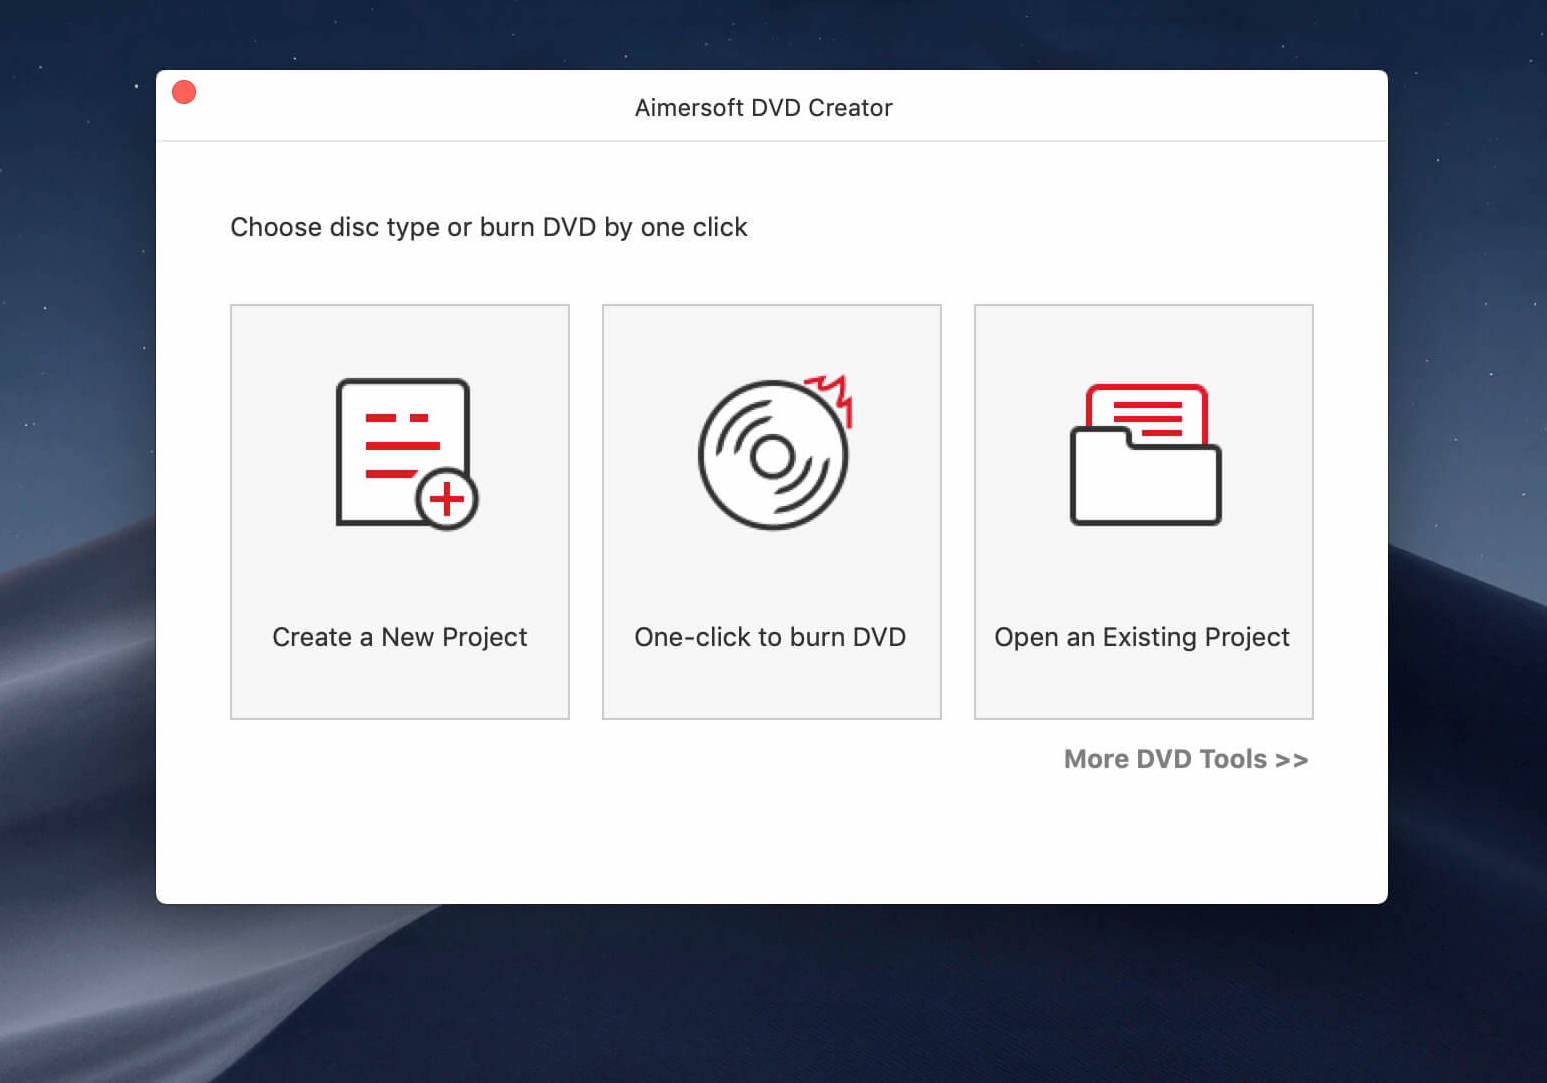 Aimersoft DVD Creator
Choose disc type or burn DVD by one click
Create a New Project
One-click to burn DVD
Open an Existing Project
More DVD Tools >>